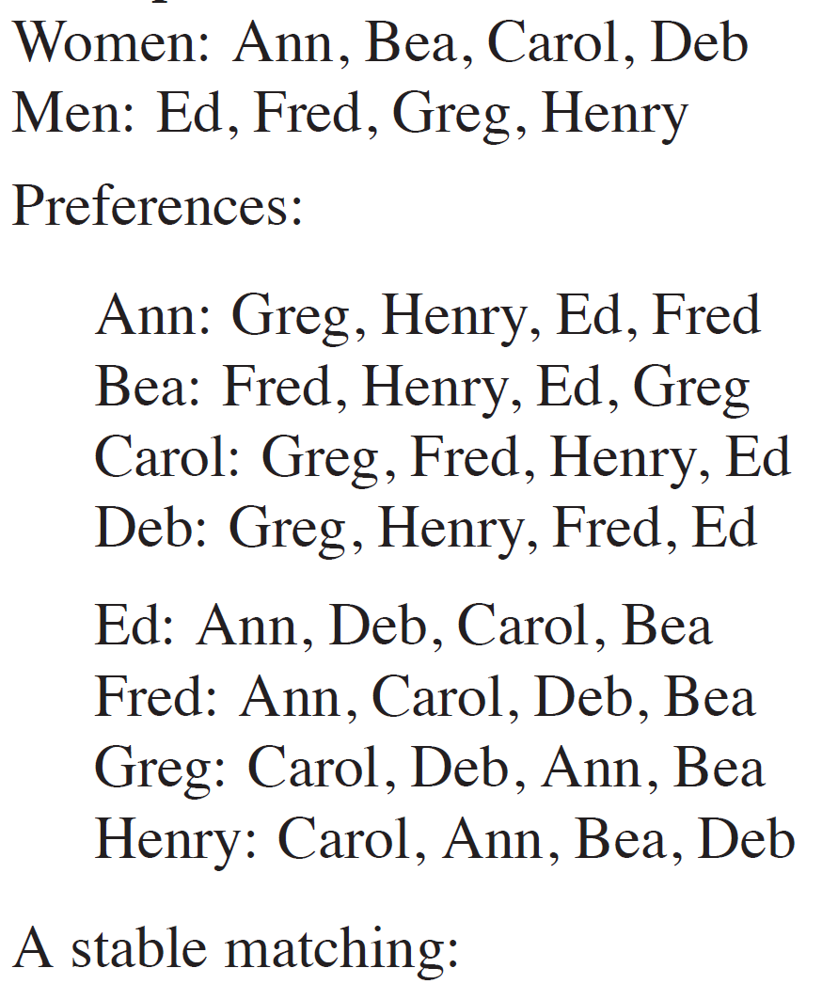 Women: Ann, Bea, Carol, Deb
Men: Ed, Fred, Greg, Henry
Preferences:
Ann: Greg, Henry, Ed, Fred
Bea: Fred, Henry, Ed, Greg
Carol: Greg, Fred, Henry, Ed
Deb: Greg, Henry, Fred, Ed
Ed: Ann, Deb, Carol, Bea
Fred: Ann, Carol, Deb, Bea
Greg: Carol, Deb, Ann, Bea
Henry: Carol, Ann, Bea, Deb
A stable matching: